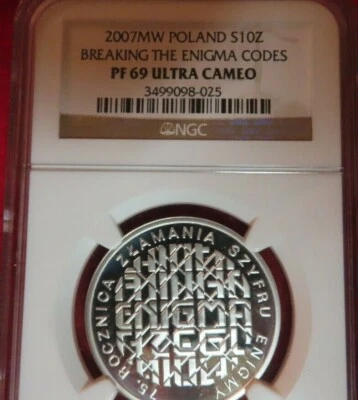 2007MW POLAND S10Z
BREAKING THE ENIGMA CODES
PF 69 ULTRA CAMEO
3499098-025
NGC
75. ROCZNICA ZŁAMANIA SZYFRU ENIGMY
ENIGMA